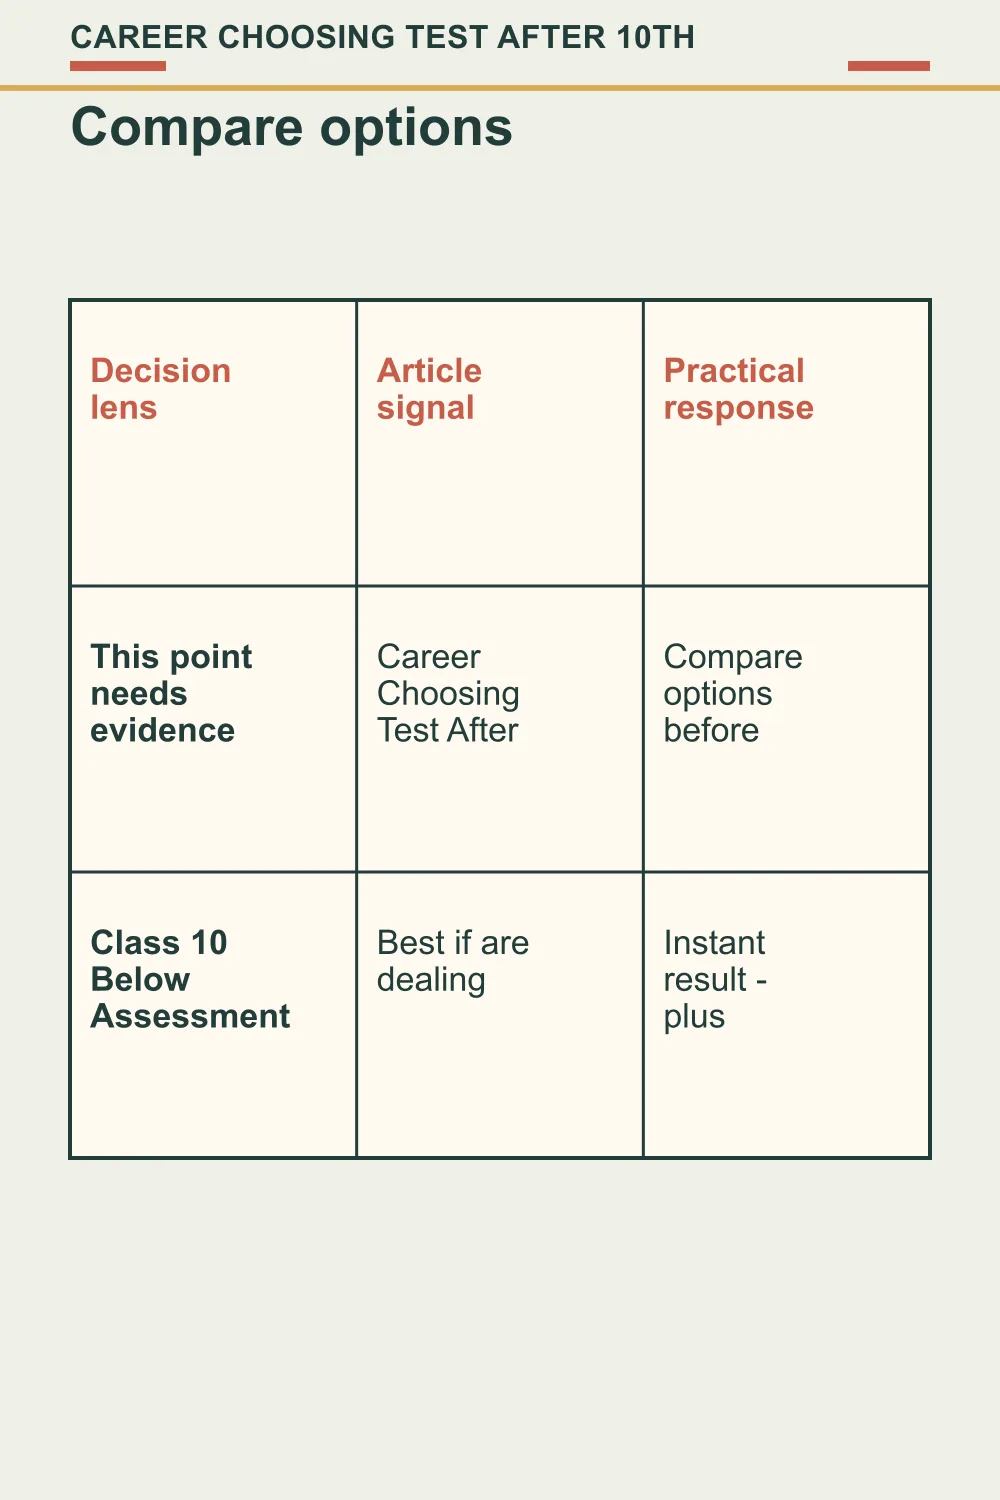 CAREER CHOOSING TEST AFTER 10TH
Compare options
Decision
lens
Article
signal
Practical
response
This point
needs
evidence
Career
Choosing
Test After
Compare
options
before
Class 10
Below
Assessment
Best if are
dealing
Instant
result -
plus